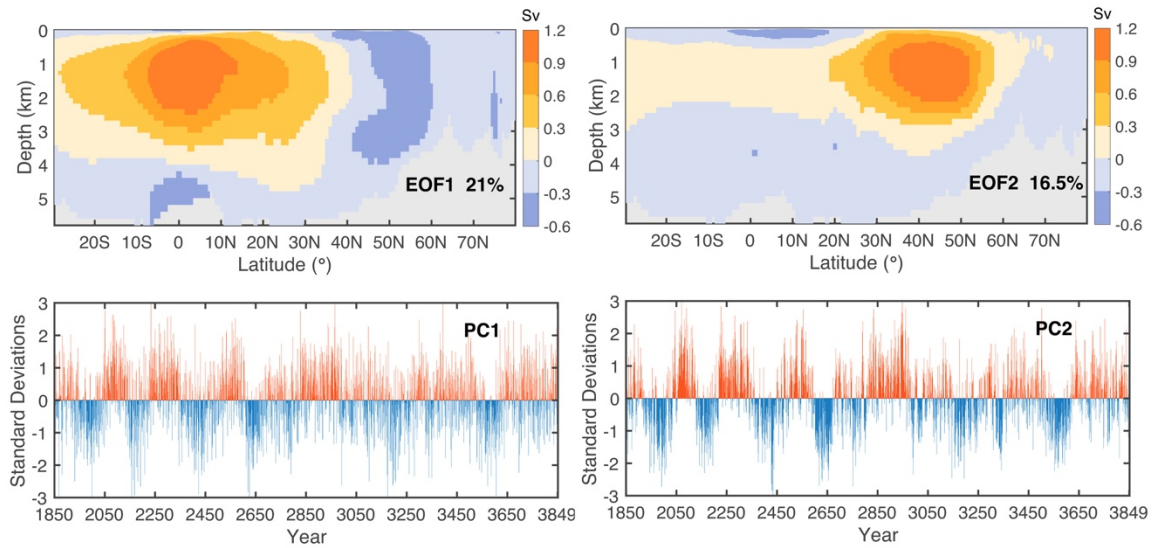 Sv
0
1
2
3
4
5
Depth (km)
EOF1 21%
20S 10S 0 10N 20N 30N 40N 50N 60N 70N
Latitude (°)
1.2
0.9
0.6
0.3
0
-0.3
-0.6
Sv
0
1
2
3
4
5
Depth (km)
EOF2 16.5%
20S 10S 0 10N 20N 30N 40N 50N 60N 70N
Latitude (°)
1.2
0.9
0.6
0.3
0
-0.3
-0.6
3
2
1
0
-1
-2
-3
Standard Deviations
PC1
1850 2050 2250 2450 2650 2850 3050 3250 3450 3650 3849
Year
3
2
1
0
-1
-2
-3
Standard Deviations
PC2
1850 2050 2250 2450 2650 2850 3050 3250 3450 3650 3849
Year